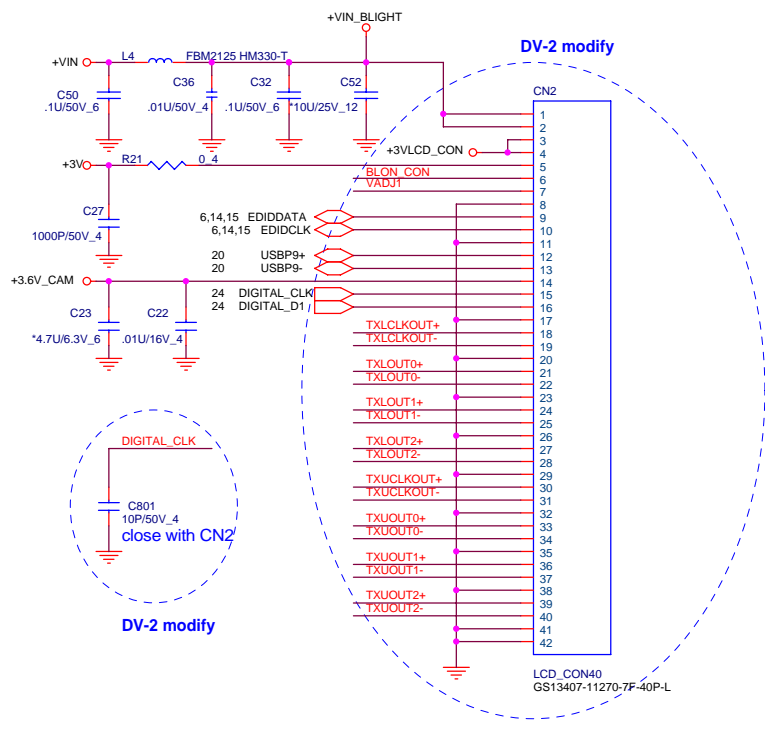 +VIN_BLIGHT
DV-2 modify
+VIN
L4
FBM2125 HM330-T
C50
.1U/50V_6
C36
.01U/50V_4
C32
.1U/50V_6
C52
*10U/25V_12
CN2
+3VLCD_CON
+3V
R21
0_4
BLON_CON
VADJ1
C27
1000P/50V_4
6,14,15 EDIDDATA
6,14,15 EDIDCLK
20 USBP9+
20 USBP9-
+3.6V_CAM
24 DIGITAL_CLK
24 DIGITAL_D1
C23
*4.7U/6.3V_6
C22
.01U/16V_4
TXLCLKOUT+
TXLCLKOUT-
TXLOUT0+
TXLOUT0-
TXLOUT1+
TXLOUT1-
TXLOUT2+
TXLOUT2-
TXUCLKOUT+
TXUCLKOUT-
TXUOUT0+
TXUOUT0-
TXUOUT1+
TXUOUT1-
TXUOUT2+
TXUOUT2-
1
2
3
4
5
6
7
8
9
10
11
12
13
14
15
16
17
18
19
20
21
22
23
24
25
26
27
28
29
30
31
32
33
34
35
36
37
38
39
40
41
42
LCD_CON40
GS13407-11270-7F-40P-L
DIGITAL_CLK
C801
10P/50V_4
close with CN2
DV-2 modify